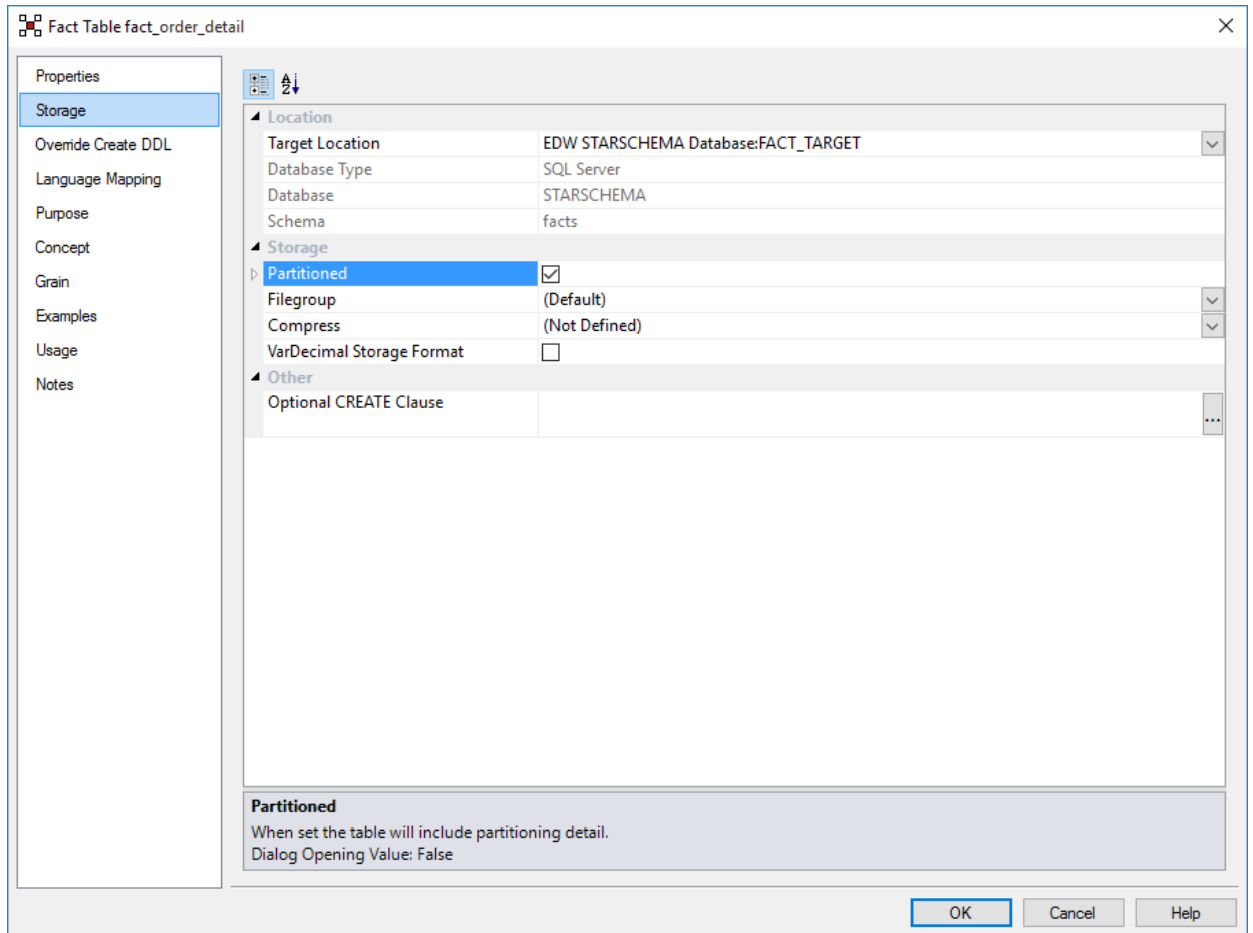 Fact Table fact_order_detail
Properties
Storage
Override Create DDL
Language Mapping
Purpose
Concept
Grain
Examples
Usage
Notes
Location
Target Location EDW STARSCHEMA Database:FACT_TARGET
Database Type SQL Server
Database STARSCHEMA
Schema facts
Storage
Partitioned
Filegroup (Default)
Compress (Not Defined)
VarDecimal Storage Format
Other
Optional CREATE Clause
...
Partitioned
When set the table will include partitioning detail.
Dialog Opening Value: False
OK Cancel Help